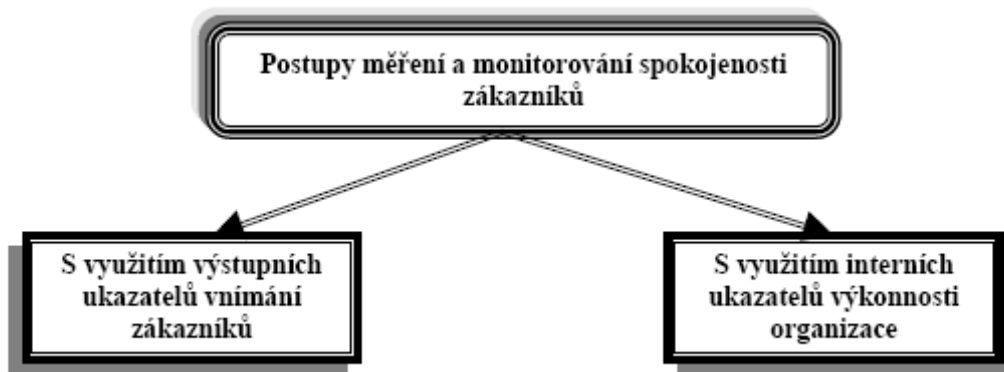 Postupy měření a monitorování spokojenosti
zákazníků
S využitím výstupních
ukazatelů vnímání
zákazníků
S využitím interních
ukazatelů výkonnosti
organizace